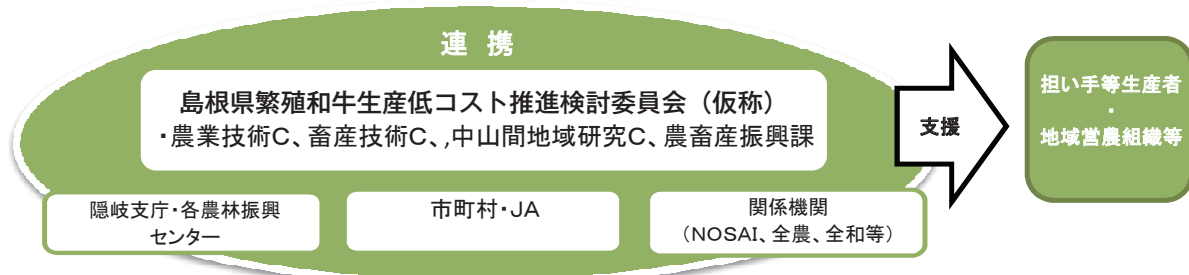 連 携
島根県繁殖和牛生産低コスト推進検討委員会（仮称）
・農業技術C、畜産技術C、,中山間地域研究C、農畜産振興課
隠岐支庁・各農林振興
センター
市町村・JA
関係機関
（NOSAI、全農、全和等）
支援
担い手等生産者
・
地域営農組織等